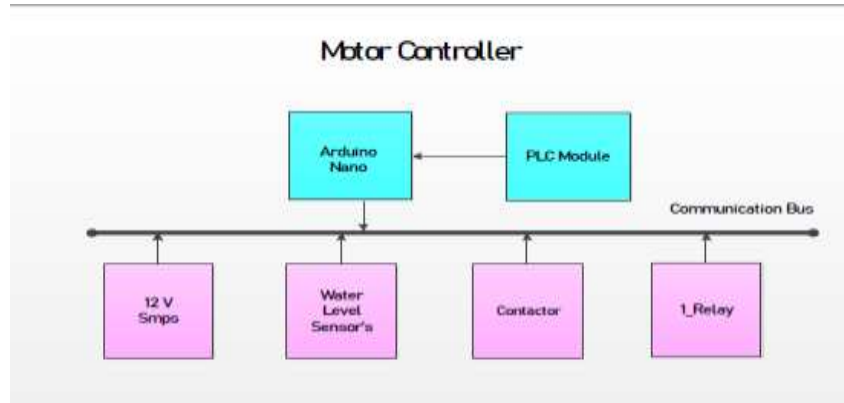 Motor Controller
Arduino
Nano
PLC Module
Communication Bus
12 V
Smps
Water
Level
Sensor's
Contactor
1_Relay